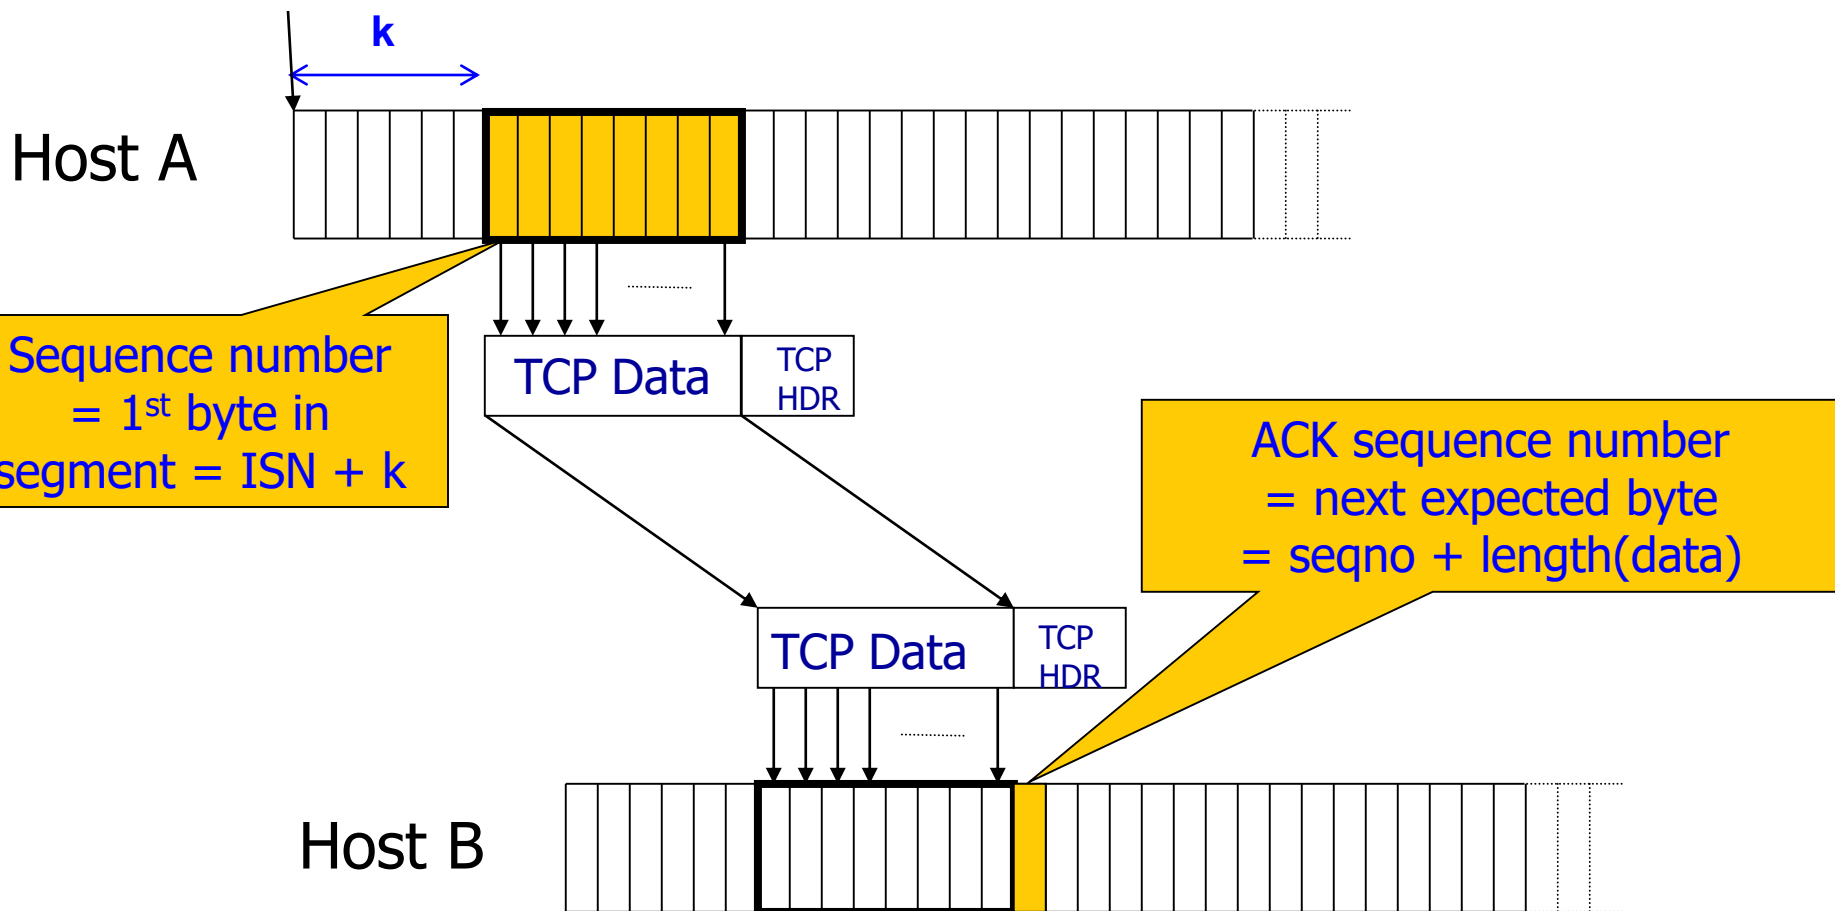 k
Host A
Sequence number
= 1st byte in
segment = ISN + k
TCP Data
TCP
HDR
ACK sequence number
= next expected byte
= seqno + length(data)
TCP Data
TCP
HDR
Host B